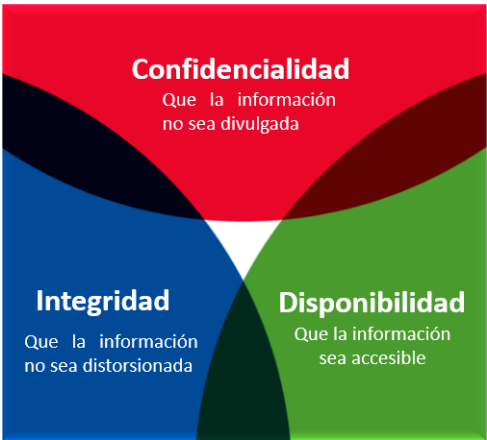 Confidencialidad
Que la información
no sea divulgada
Integridad
Que la información
no sea distorsionada
Disponibilidad
Que la información
sea accesible